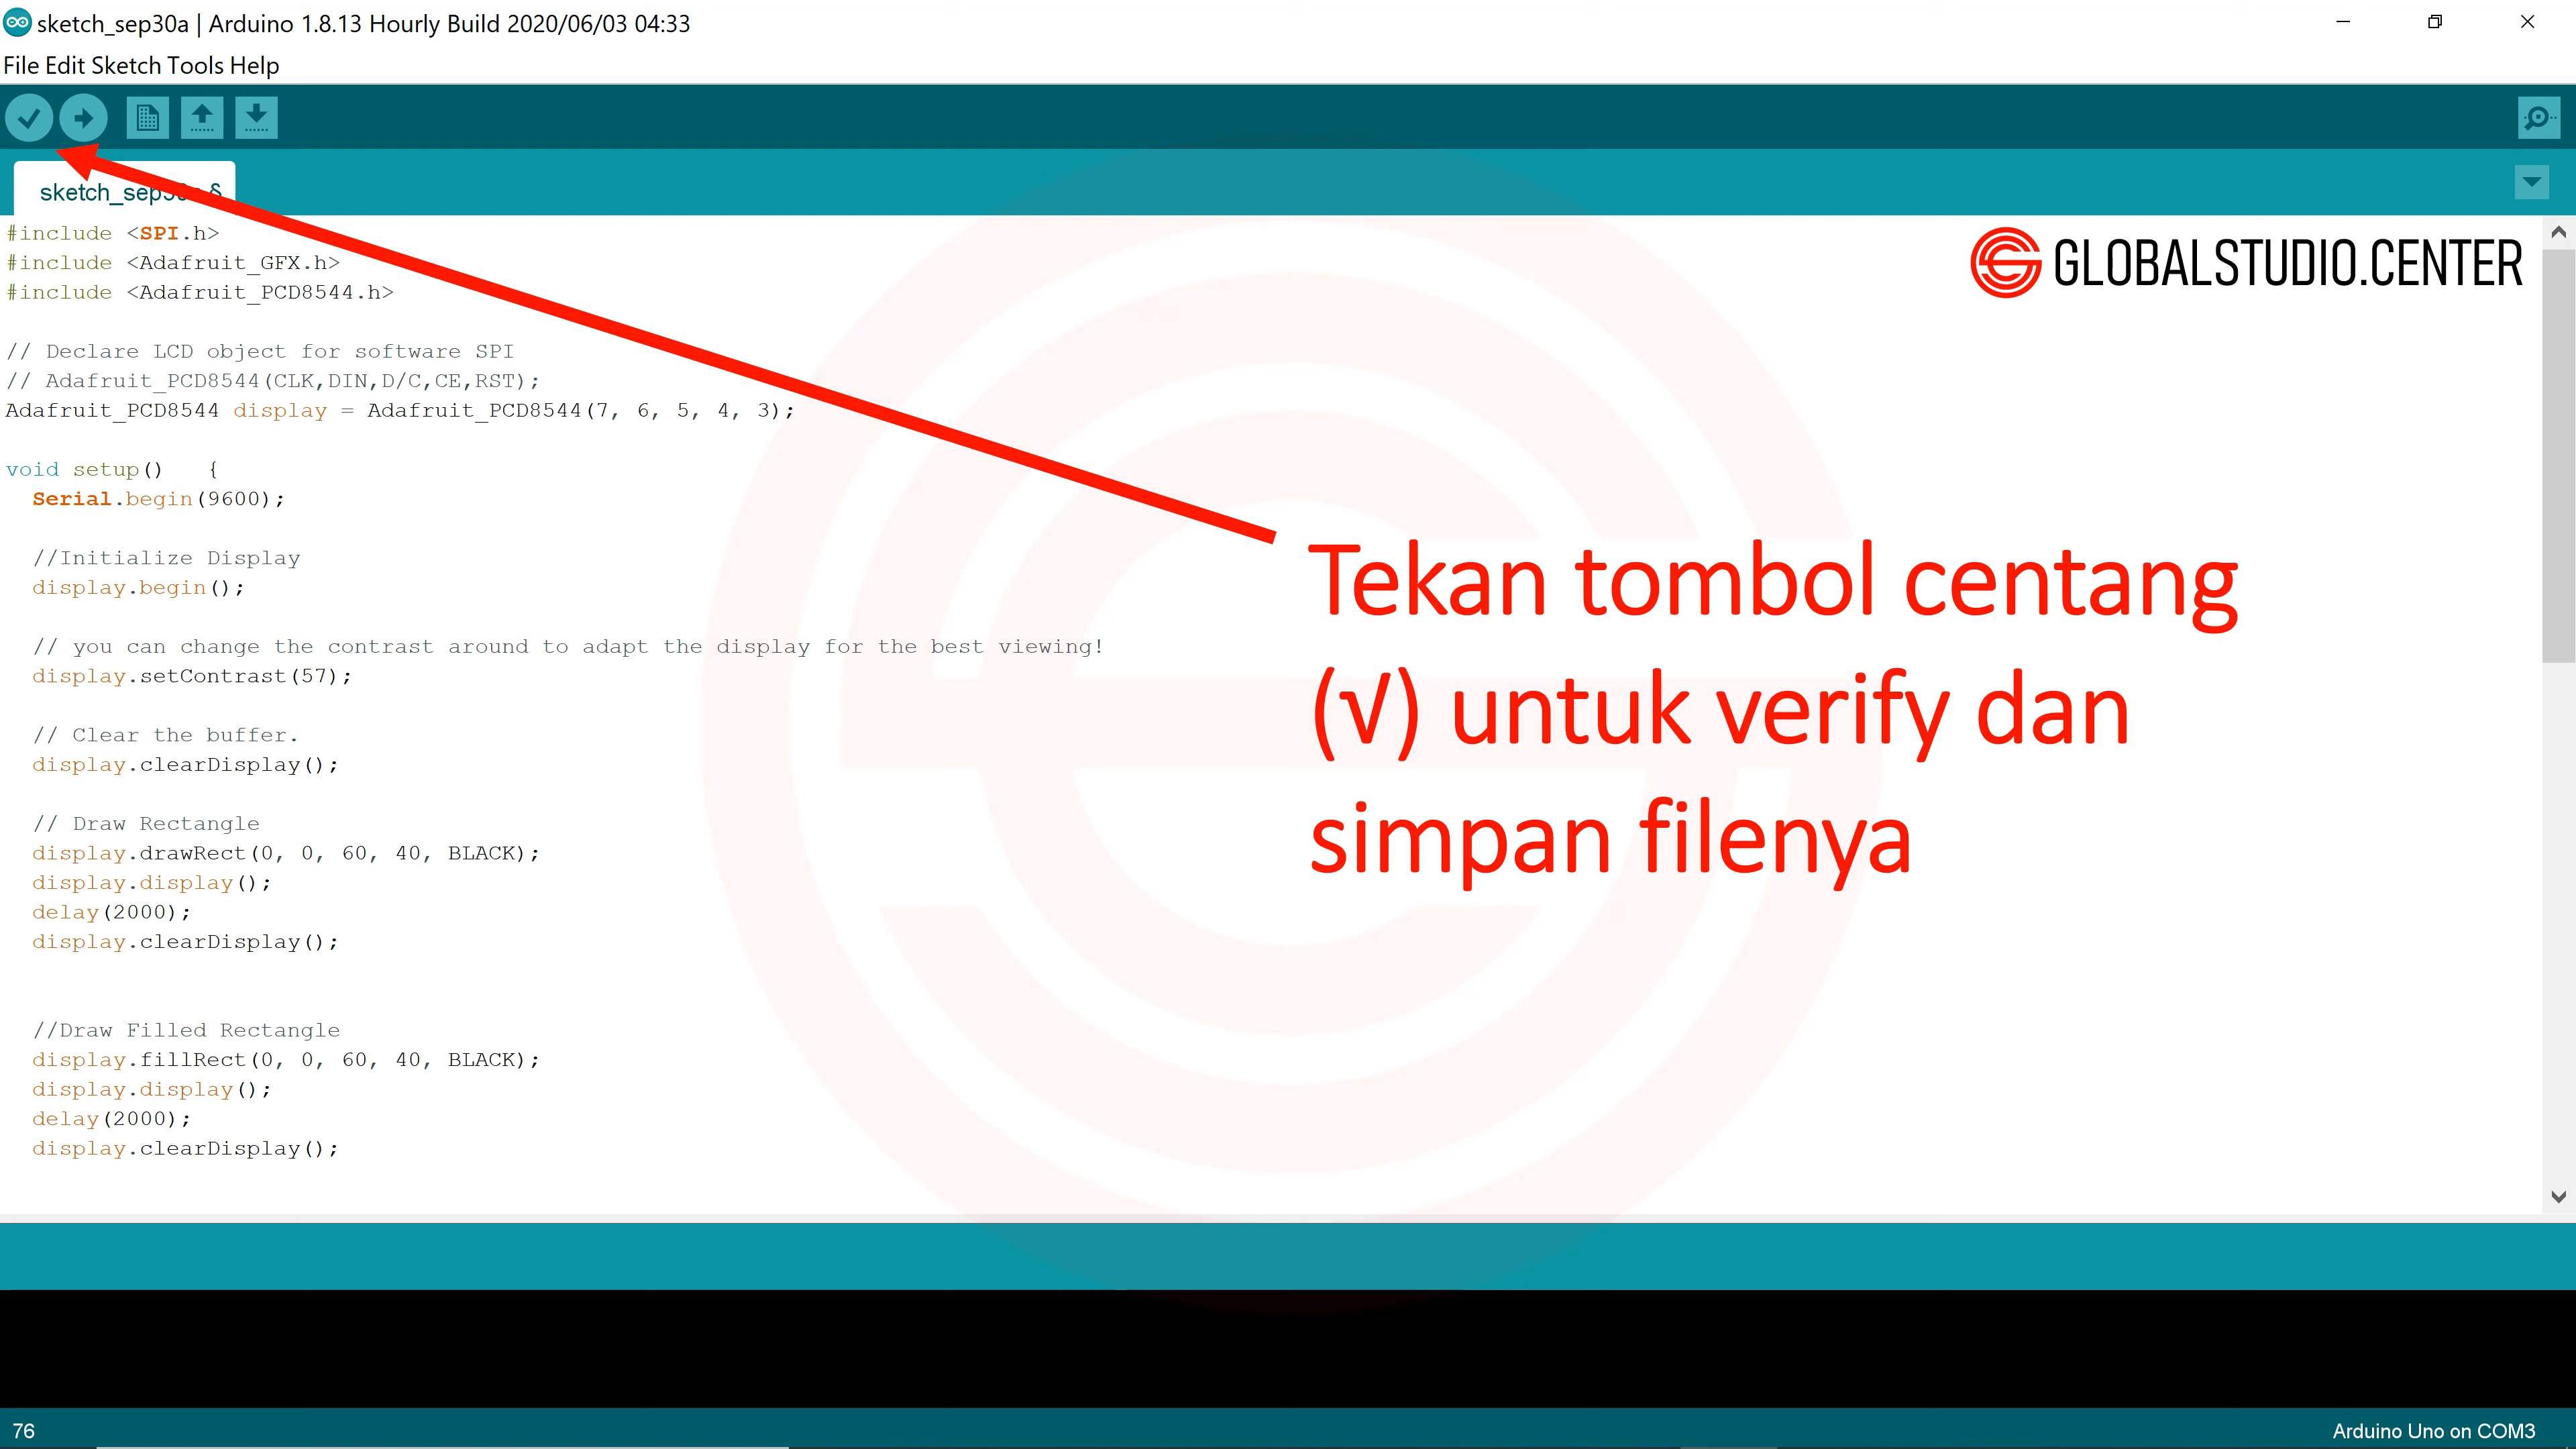 sketch_sep30a | Arduino 1.8.13 Hourly Build 2020/06/03 04:33
File Edit Sketch Tools Help
sketch_sep30a §
#include <SPI.h>
#include <Adafruit_GFX.h>
#include <Adafruit_PCD8544.h>
GLOBALSTUDIO.CENTER
// Declare LCD object for software SPI
// Adafruit_PCD8544(CLK,DIN,D/C,CE,RST);
Adafruit_PCD8544 display = Adafruit_PCD8544(7, 6, 5, 4, 3);
void setup()   {
  Serial.begin(9600);
  //Initialize Display
  display.begin();
  // you can change the contrast around to adapt the display for the best viewing!
  display.setContrast(57);
  // Clear the buffer.
  display.clearDisplay();
  // Draw Rectangle
  display.drawRect(0, 0, 60, 40, BLACK);
  display.display();
  delay(2000);
  display.clearDisplay();
  //Draw Filled Rectangle
  display.fillRect(0, 0, 60, 40, BLACK);
  display.display();
  delay(2000);
  display.clearDisplay();
Tekan tombol centang
(√) untuk verify dan
simpan filenya
76
Arduino Uno on COM3